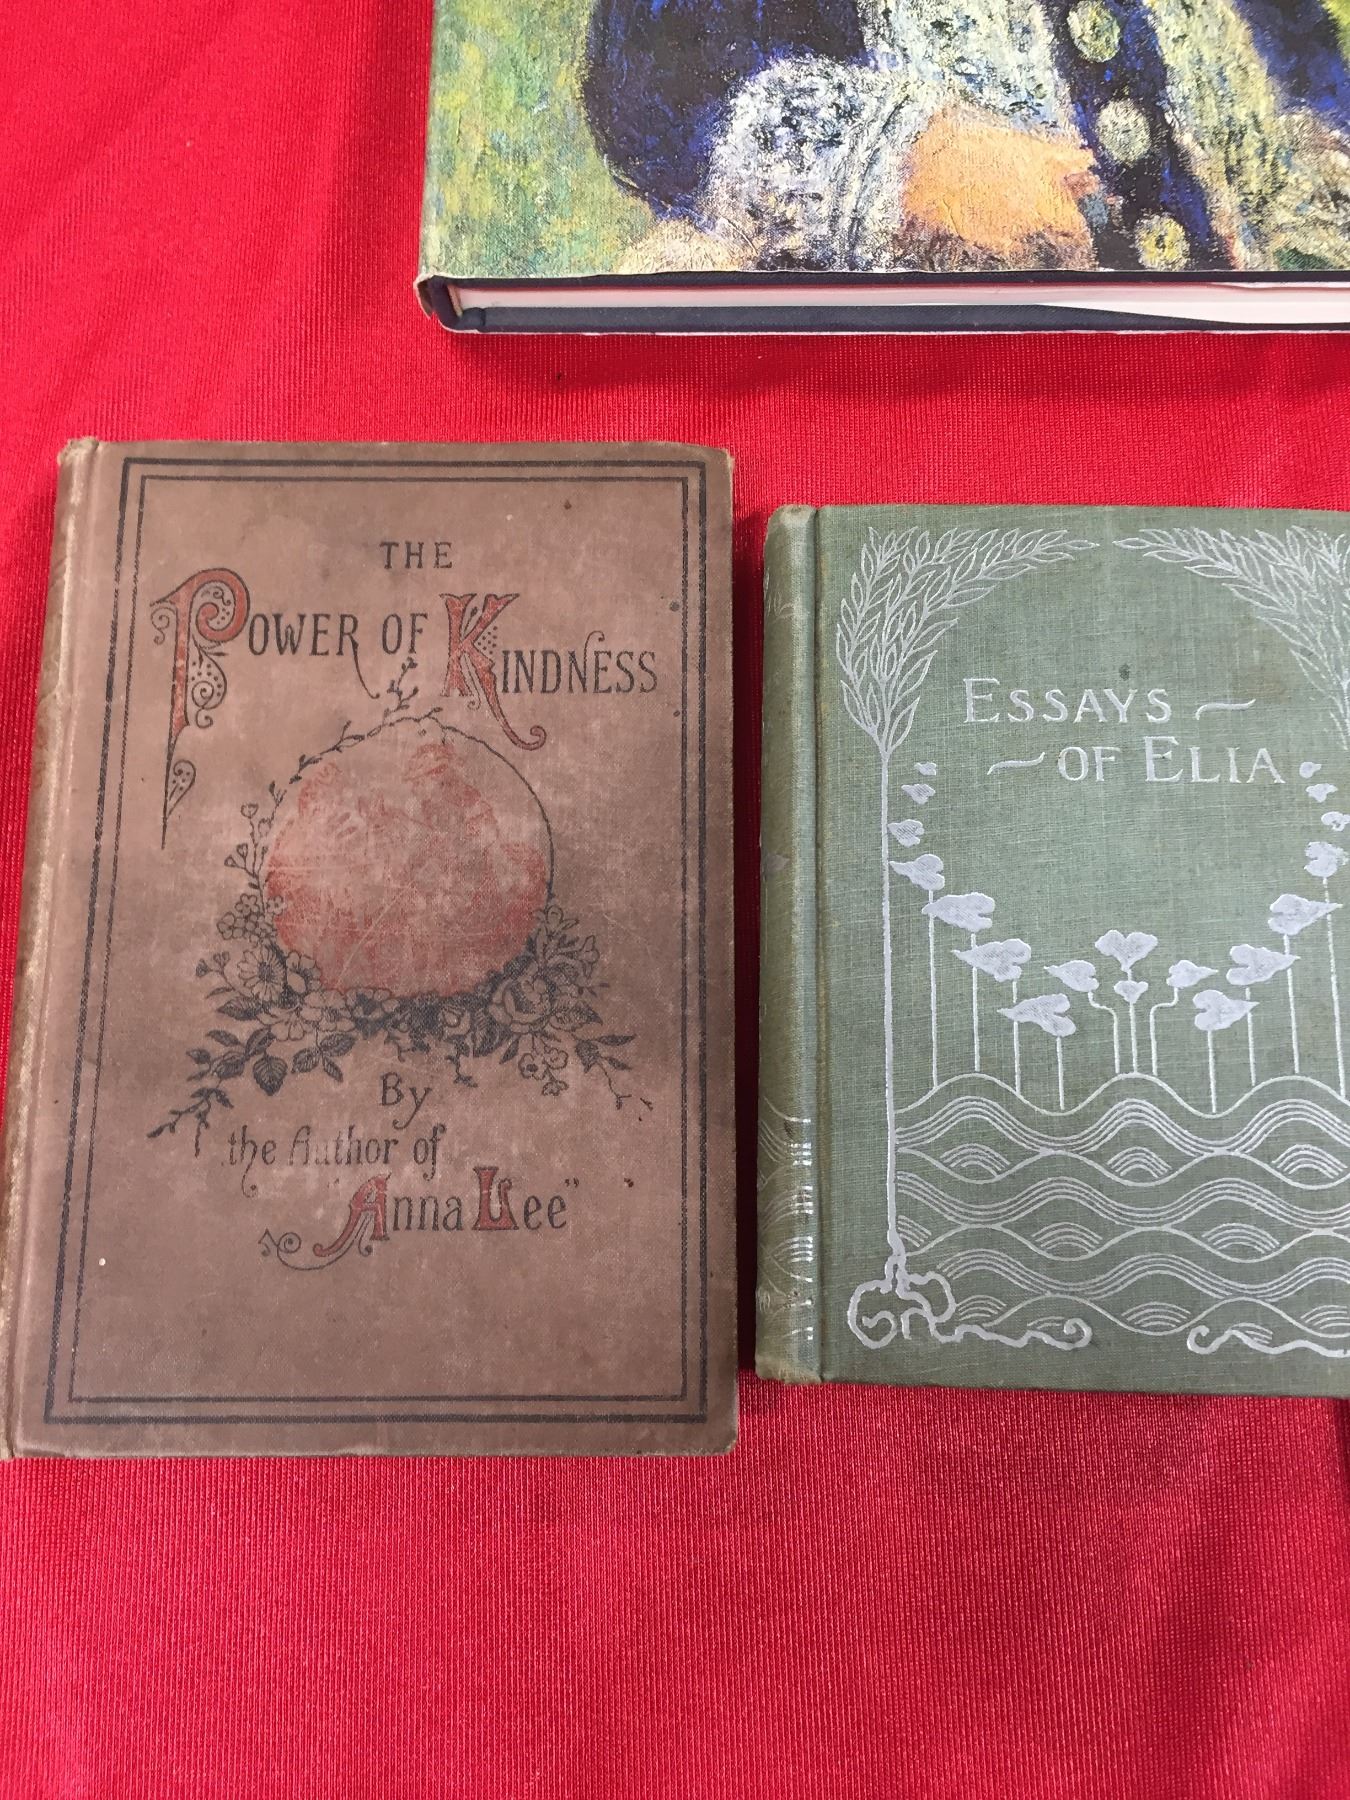 THE
POWER OF KINDNESS
By
the Author of
"Anna Lee"
ESSAYS
OF ELIA